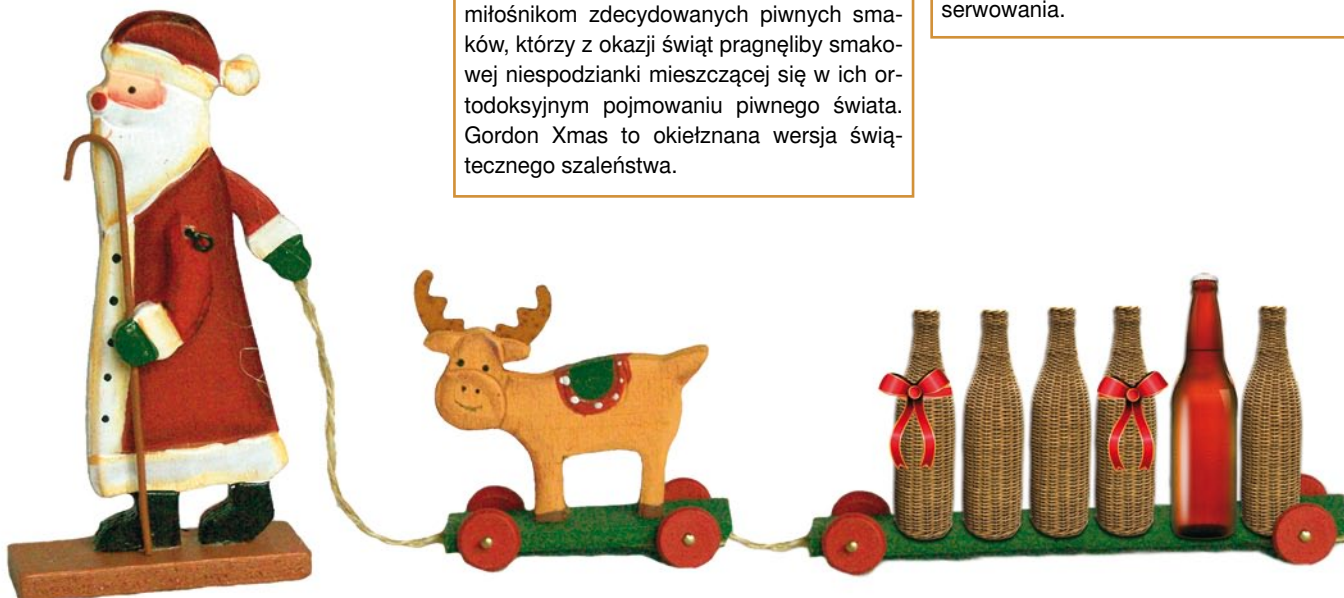 miłośnikom zdecydowanych piwnych sma-
ków, którzy z okazji świąt pragnęliby smako-
wej niespodzianki mieszczącej się w ich or-
todoksyjnym pojmowaniu piwnego świata.
Gordon Xmas to okiełznana wersja świą-
tecznego szaleństwa.
serwowania.